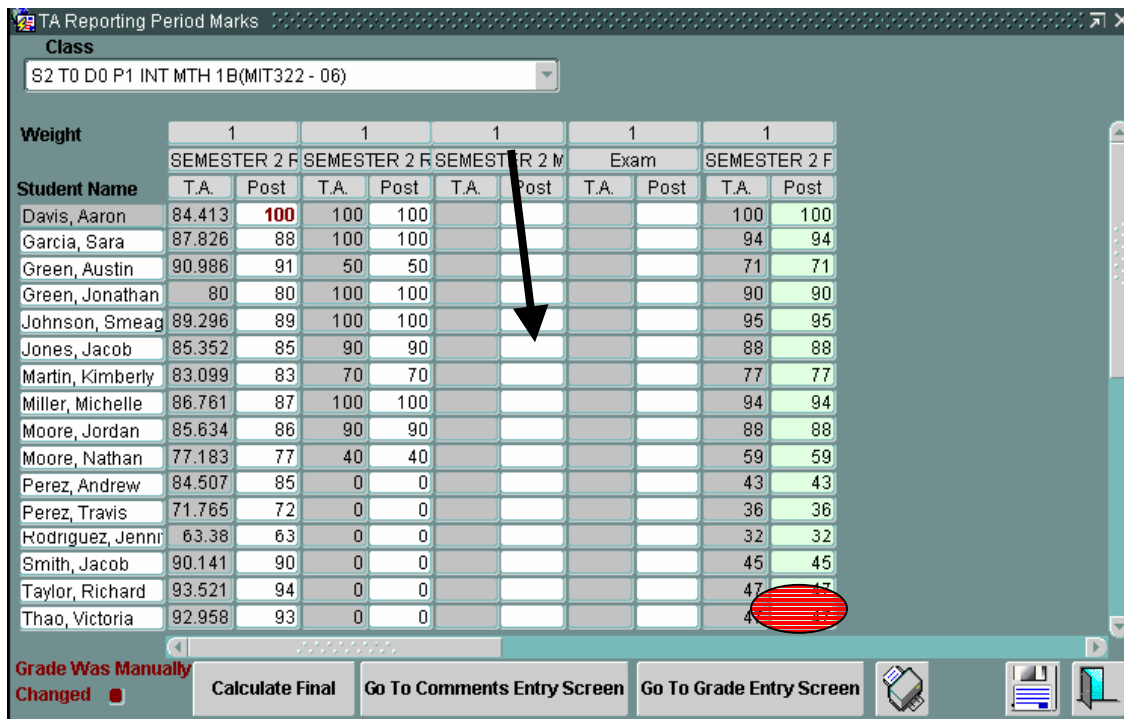 TA Reporting Period Marks
Class
S2 T0 D0 P1 INT MTH 1B(MIT322 - 06)
Weight 1 1 1 1 1
SEMESTER 2 R SEMESTER 2 R SEMESTER 2 M Exam SEMESTER 2 F
Student Name T.A. Post T.A. Post T.A. Post T.A. Post T.A. Post
Davis, Aaron 84.413 100 100 100 100 100
Garcia, Sara 87.826 88 100 100 94 94
Green, Austin 90.986 91 50 50 71 71
Green, Jonathan 80 80 100 100 90 90
Johnson, Smeag 89.296 89 100 100 95 95
Jones, Jacob 85.352 85 90 90 88 88
Martin, Kimberly 83.099 83 70 70 77 77
Miller, Michelle 86.761 87 100 100 94 94
Moore, Jordan 85.634 86 90 90 88 88
Moore, Nathan 77.183 77 40 40 59 59
Perez, Andrew 84.507 85 0 0 43 43
Perez, Travis 71.765 72 0 0 36 36
Rodriguez, Jenni 63.38 63 0 0 32 32
Smith, Jacob 90.141 90 0 0 45 45
Taylor, Richard 93.521 94 0 0 47 47
Thao, Victoria 92.958 93 0 0
Grade Was Manually
Changed
Calculate Final Go To Comments Entry Screen Go To Grade Entry Screen